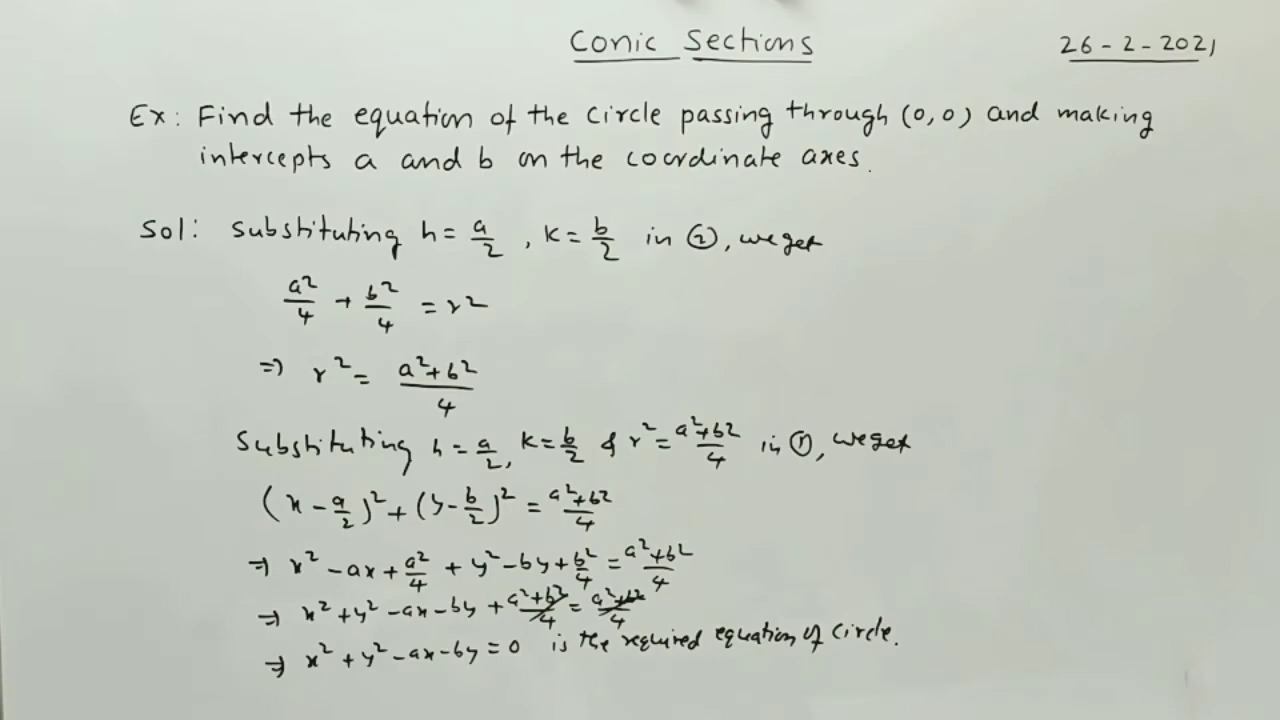 Conic Sections
26-2-2021
Ex: Find the equation of the circle passing through (0,0) and making
intercepts a and b on the coordinate axes.
Sol: Substituting h = a/2, k = b/2 in ②, we get
a²/4 + b²/4 = r²
⇒ r² = (a²+b²)/4
Substituting h = a/2, k = b/2 & r² = (a²+b²)/4 in ①, we get
(x - a/2)² + (y - b/2)² = (a²+b²)/4
⇒ x² - ax + a²/4 + y² - by + b²/4 = (a²+b²)/4
⇒ x² + y² - ax - by + (a²+b²)/4 = (a²+b²)/4
⇒ x² + y² - ax - by = 0 is the required equation of circle.